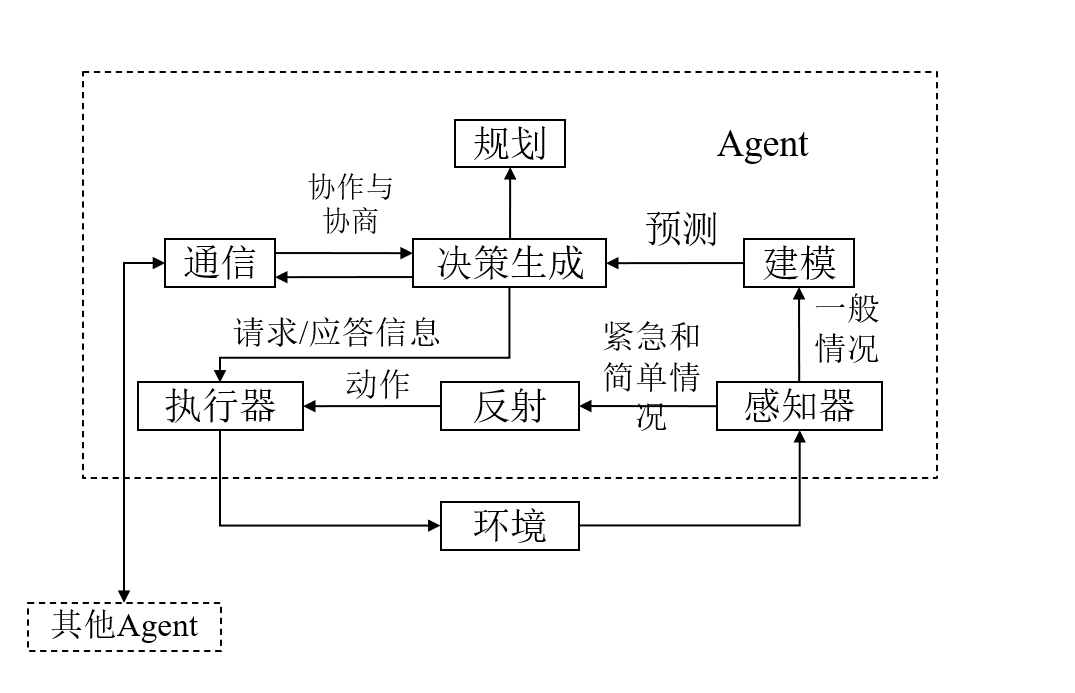 规划
Agent
协作与
协商
预测
通信
决策生成
建模
一般
情况
请求/应答信息
紧急和
简单情
况
动作
执行器
反射
感知器
环境
其他Agent